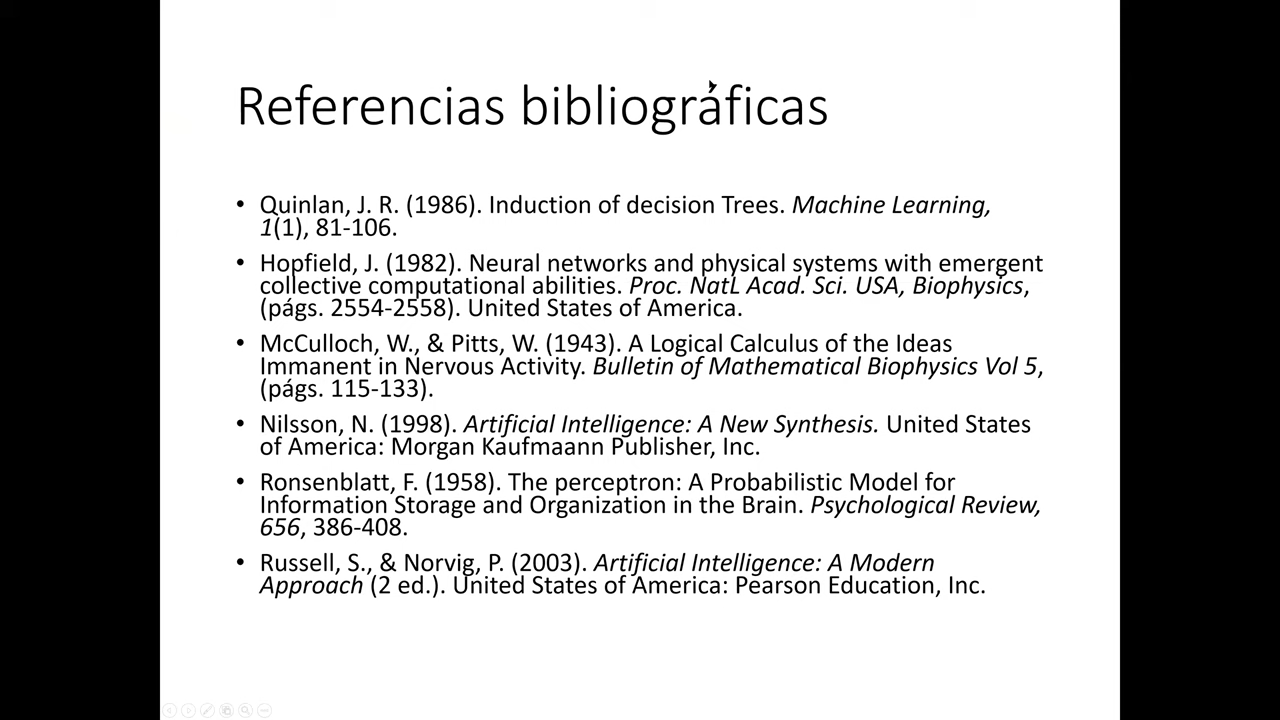 Referencias bibliográficas
• Quinlan, J. R. (1986). Induction of decision Trees. Machine Learning,
1(1), 81-106.
• Hopfield, J. (1982). Neural networks and physical systems with emergent
collective computational abilities. Proc. NatL Acad. Sci. USA, Biophysics,
(págs. 2554-2558). United States of America.
• McCulloch, W., & Pitts, W. (1943). A Logical Calculus of the Ideas
Immanent in Nervous Activity. Bulletin of Mathematical Biophysics Vol 5,
(págs. 115-133).
• Nilsson, N. (1998). Artificial Intelligence: A New Synthesis. United States
of America: Morgan Kaufmaann Publisher, Inc.
• Ronsenblatt, F. (1958). The perceptron: A Probabilistic Model for
Information Storage and Organization in the Brain. Psychological Review,
656, 386-408.
• Russell, S., & Norvig, P. (2003). Artificial Intelligence: A Modern
Approach (2 ed.). United States of America: Pearson Education, Inc.